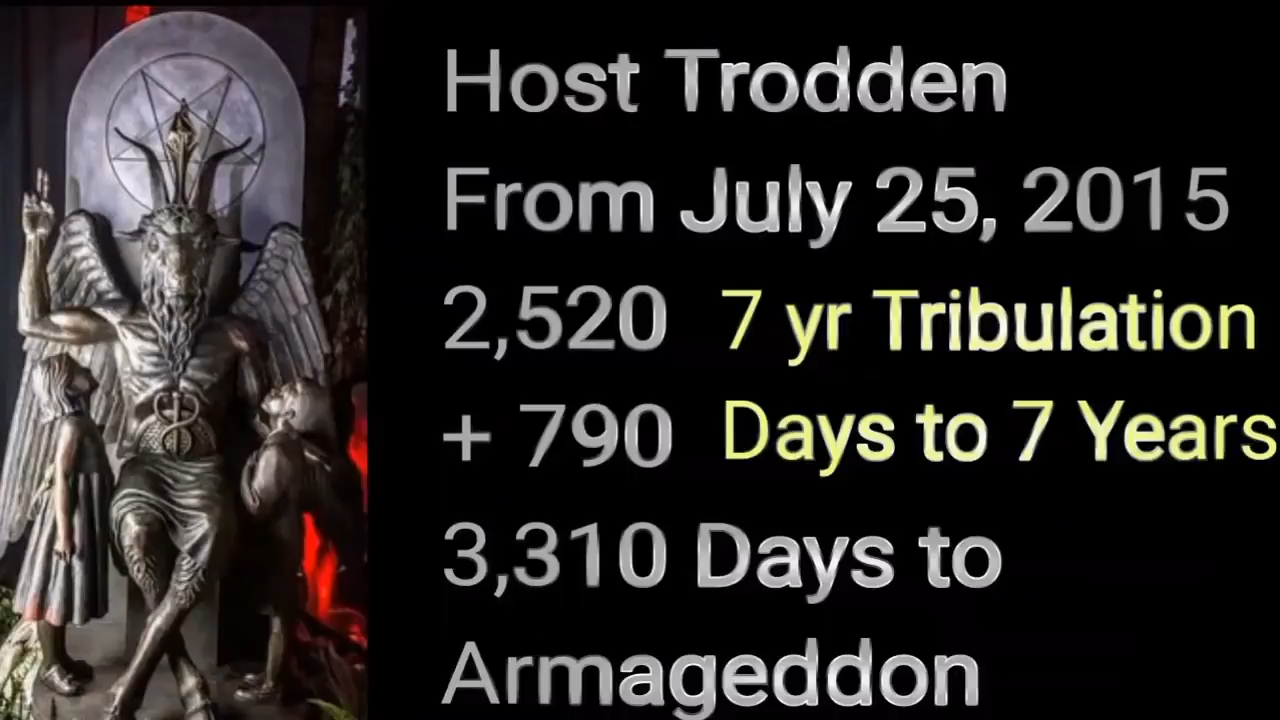 Host Trodden
From July 25, 2015
2,520 7 yr Tribulation
+ 790 Days to 7 Years
3,310 Days to
Armageddon